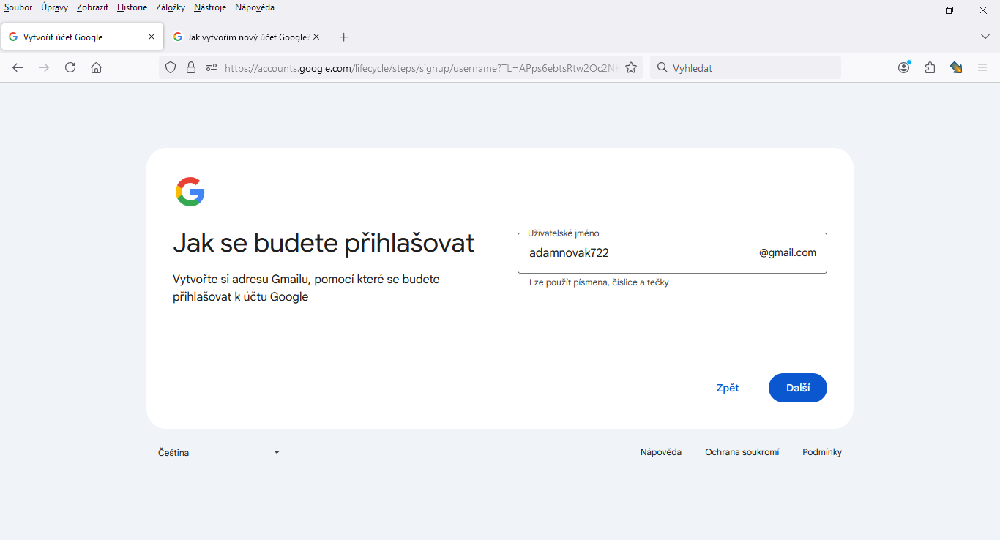 Soubor Úpravy Zobrazit Historie Záložky Nástroje Nápověda
Vytvořit účet Google
Jak vytvořím nový účet Google?
https://accounts.google.com/lifecycle/steps/signup/username?TL=APps6ebtsRtw2Oc2NK
Vyhledat
Jak se budete přihlašovat
Vytvořte si adresu Gmailu, pomocí které se budete
přihlašovat k účtu Google
Uživatelské jméno
adamnovak722 @gmail.com
Lze použít písmena, číslice a tečky
Zpět Další
Čeština Nápověda Ochrana soukromí Podmínky